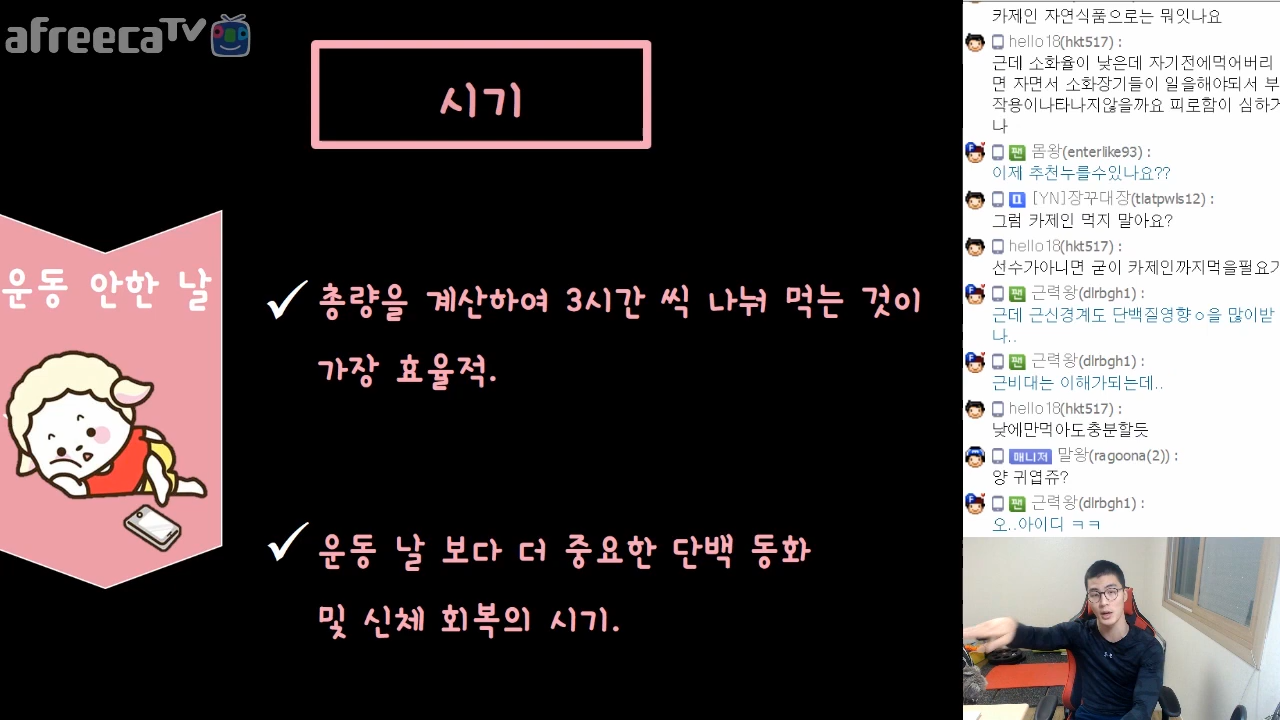 afreecaTV
시기
운동 안한 날
총량을 계산하여 3시간 씩 나눠 먹는 것이
가장 효율적.
운동 날 보다 더 중요한 단백 동화
및 신체 회복의 시기.
카제인 자연식품으로는 뭐잇나요
hello18(hkt517) :
근데 소화율이 낮은데 자기전에먹어버리
면 자면서 소화장기들이 일을해야되서 부
작용이나타나지않을까요 피로함이 심하거
나
팬 몸왕(enterlike93) :
이제 추천누를수있나요??
[YN]장꾸대장(tlatpwls12) :
그럼 카제인 먹지 말아요?
hello18(hkt517) :
선수가아니면 굳이 카제인까지먹을필요가
팬 근력왕(dlrbgh1) :
근데 근신경계도 단백질영향ㅇ을 많이받
나..
팬 근력왕(dlrbgh1) :
근비대는 이해가되는데..
hello18(hkt517) :
낮에만먹아도충분할듯
매니저 말왕(ragoona(2)) :
양 귀엽쥬?
팬 근력왕(dlrbgh1) :
오..아이디 ㅋㅋ